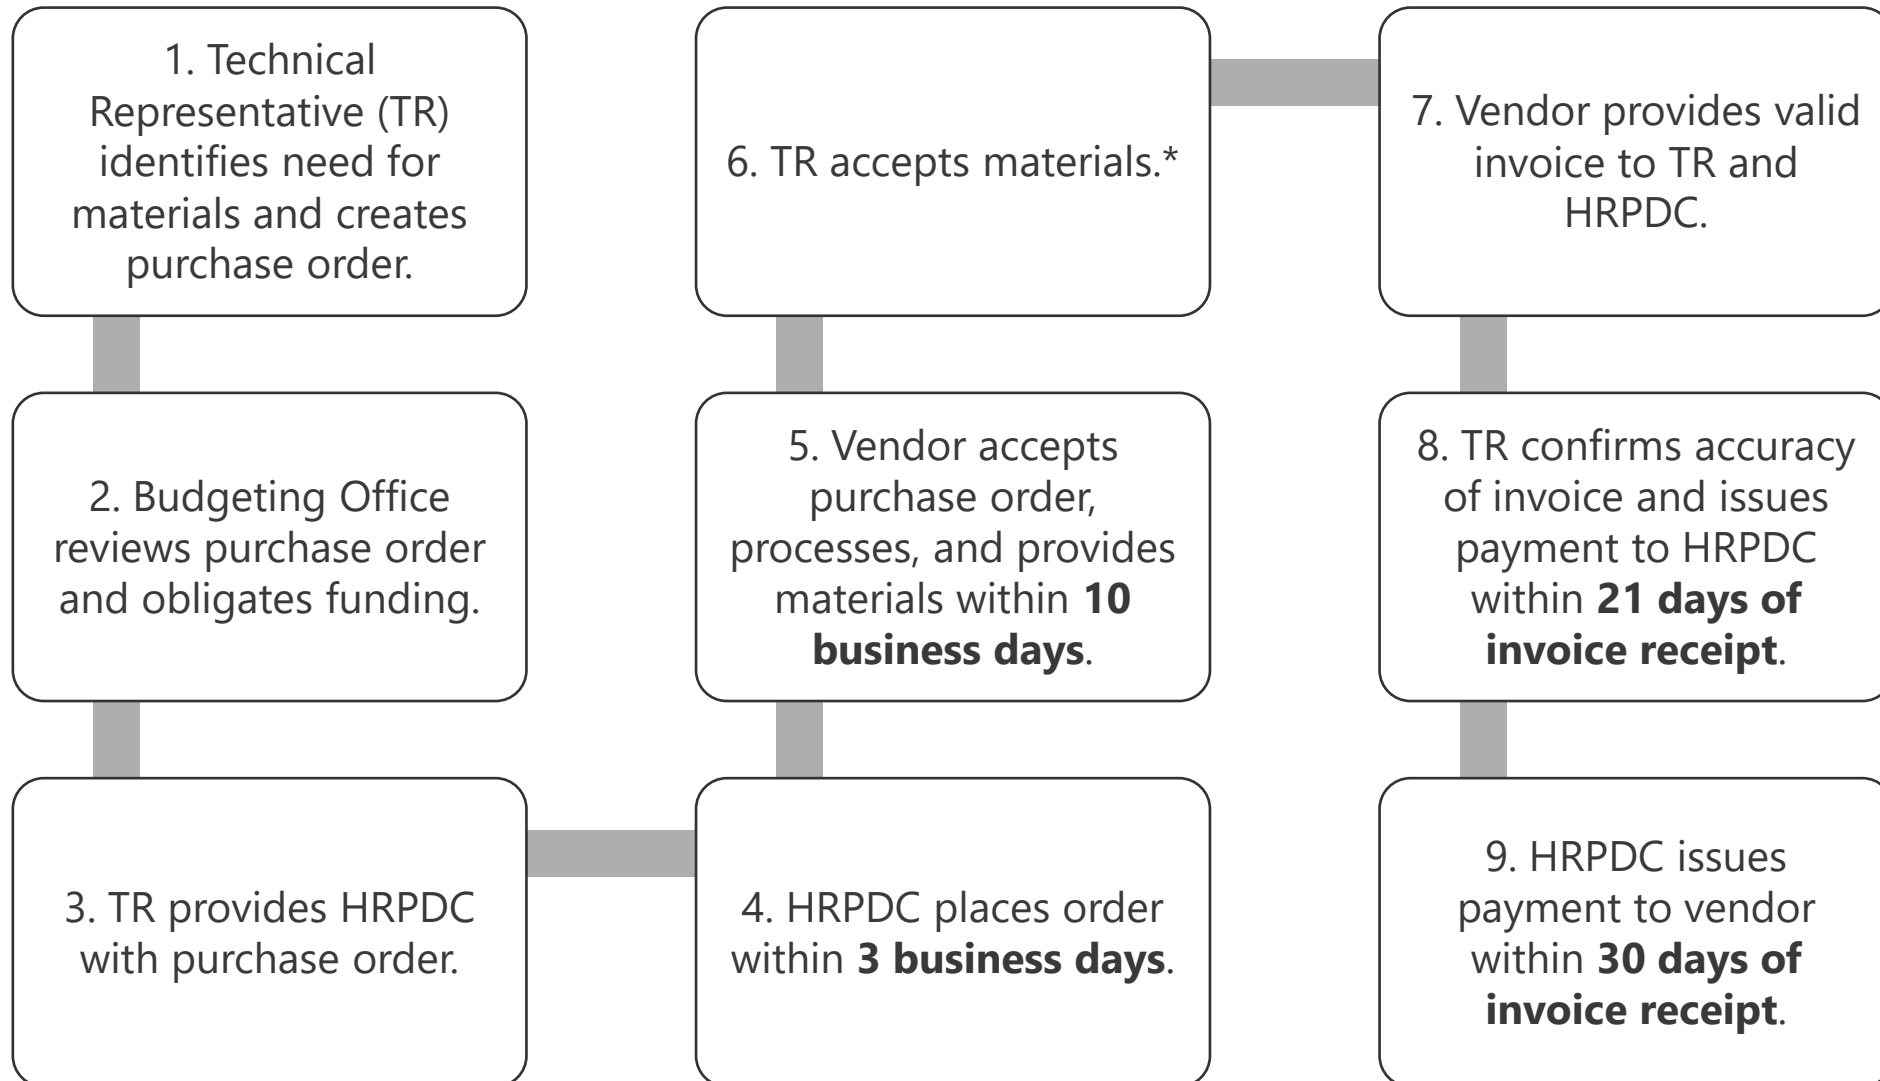 1. Technical
Representative (TR)
identifies need for
materials and creates
purchase order.
2. Budgeting Office
reviews purchase order
and obligates funding.
3. TR provides HRPDC
with purchase order.
4. HRPDC places order
within 3 business days.
5. Vendor accepts
purchase order,
processes, and provides
materials within 10
business days.
6. TR accepts materials.*
7. Vendor provides valid
invoice to TR and
HRPDC.
8. TR confirms accuracy
of invoice and issues
payment to HRPDC
within 21 days of
invoice receipt.
9. HRPDC issues
payment to vendor
within 30 days of
invoice receipt.